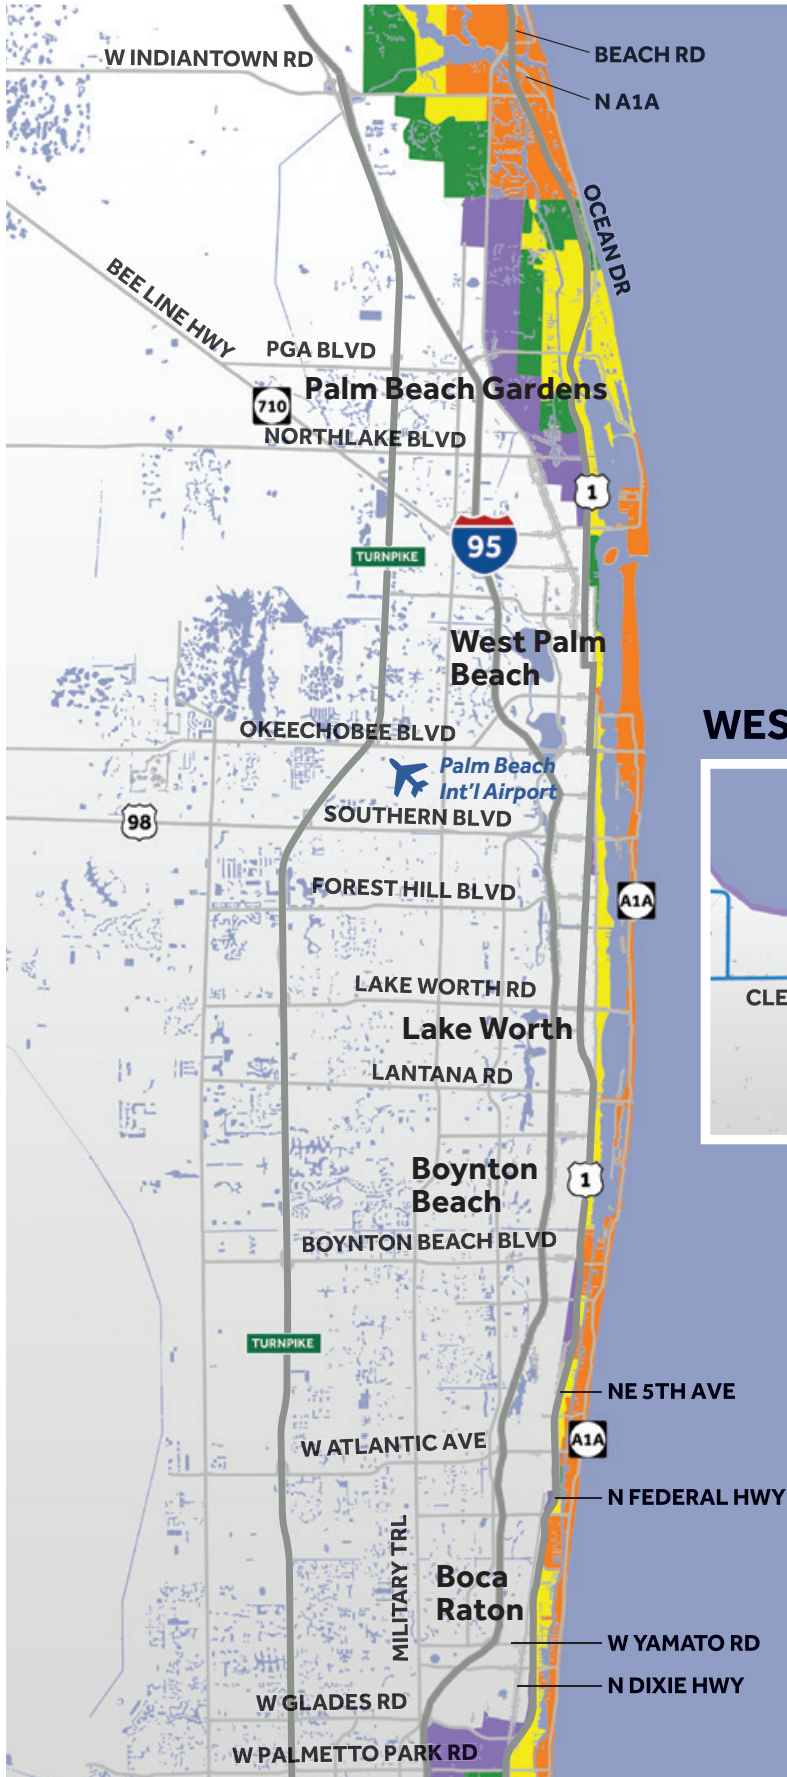 W INDIANTOWN RD
BEACH RD
N A1A
OCEAN DR
BEE LINE HWY
PGA BLVD
Palm Beach Gardens
710
NORTHLAKE BLVD
1
95
TURNPIKE
West Palm
Beach
WES
OKEECHOBEE BLVD
Palm Beach
Int'l Airport
98
SOUTHERN BLVD
FOREST HILL BLVD
A1A
LAKE WORTH RD
CLE
Lake Worth
LANTANA RD
Boynton
Beach
1
BOYNTON BEACH BLVD
TURNPIKE
NE 5TH AVE
W ATLANTIC AVE
A1A
N FEDERAL HWY
MILITARY TRL
Boca
Raton
W YAMATO RD
N DIXIE HWY
W GLADES RD
W PALMETTO PARK RD